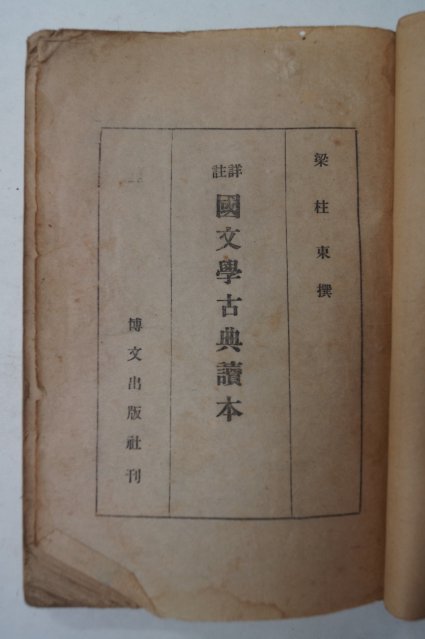 梁柱東撰
詳註
國文學古典讀本
博文出版社刊